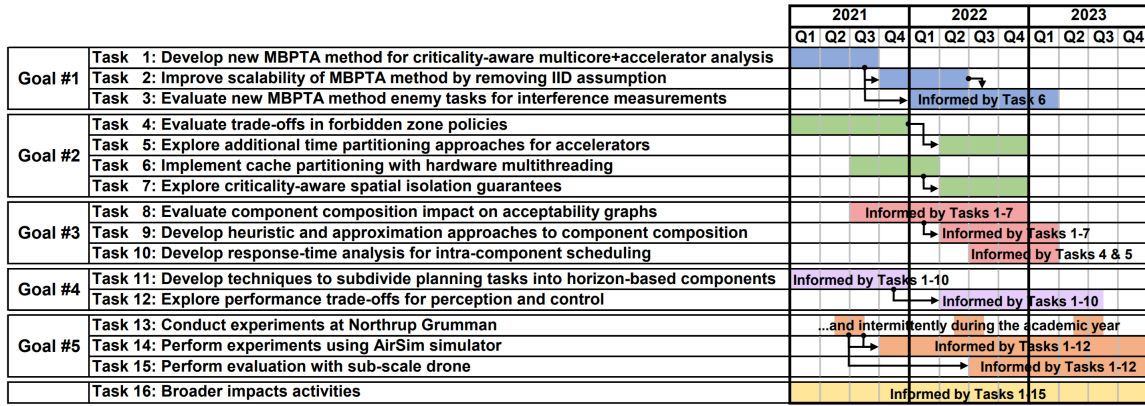 2021 2022 2023
Q1 Q2 Q3 Q4 Q1 Q2 Q3 Q4 Q1 Q2 Q3 Q4
Goal #1
Task 1: Develop new MBPTA method for criticality-aware multicore+accelerator analysis
Task 2: Improve scalability of MBPTA method by removing IID assumption
Task 3: Evaluate new MBPTA method enemy tasks for interference measurements Informed by Task 6
Goal #2
Task 4: Evaluate trade-offs in forbidden zone policies
Task 5: Explore additional time partitioning approaches for accelerators
Task 6: Implement cache partitioning with hardware multithreading
Task 7: Explore criticality-aware spatial isolation guarantees
Goal #3
Task 8: Evaluate component composition impact on acceptability graphs Informed by Tasks 1-7
Task 9: Develop heuristic and approximation approaches to component composition Informed by Tasks 1-7
Task 10: Develop response-time analysis for intra-component scheduling Informed by Tasks 4 & 5
Goal #4
Task 11: Develop techniques to subdivide planning tasks into horizon-based components Informed by Tasks 1-10
Task 12: Explore performance trade-offs for perception and control Informed by Tasks 1-10
Goal #5
Task 13: Conduct experiments at Northrup Grumman ...and intermittently during the academic year
Task 14: Perform experiments using AirSim simulator Informed by Tasks 1-12
Task 15: Perform evaluation with sub-scale drone Informed by Tasks 1-12
Task 16: Broader impacts activities Informed by Tasks 1-15